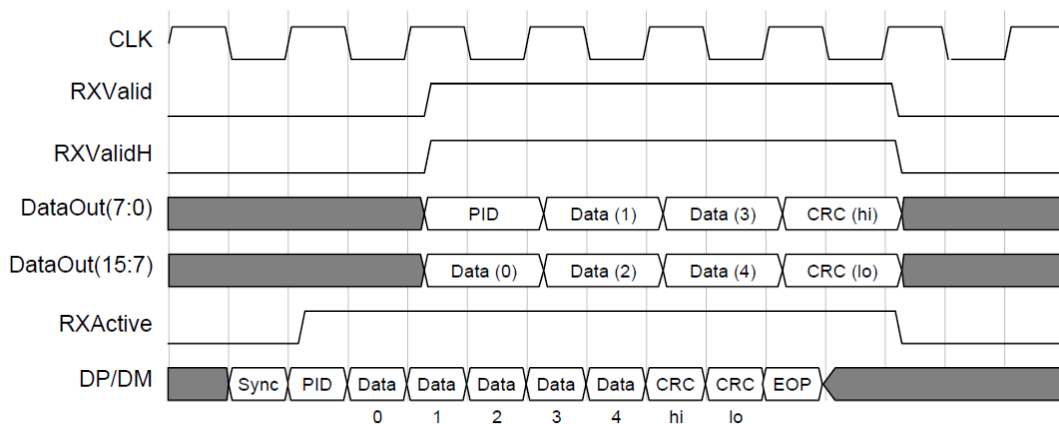 CLK
RXValid
RXValidH
DataOut(7:0) PID Data (1) Data (3) CRC (hi)
DataOut(15:7) Data (0) Data (2) Data (4) CRC (lo)
RXActive
DP/DM Sync PID Data Data Data Data Data CRC CRC EOP
0 1 2 3 4 hi lo